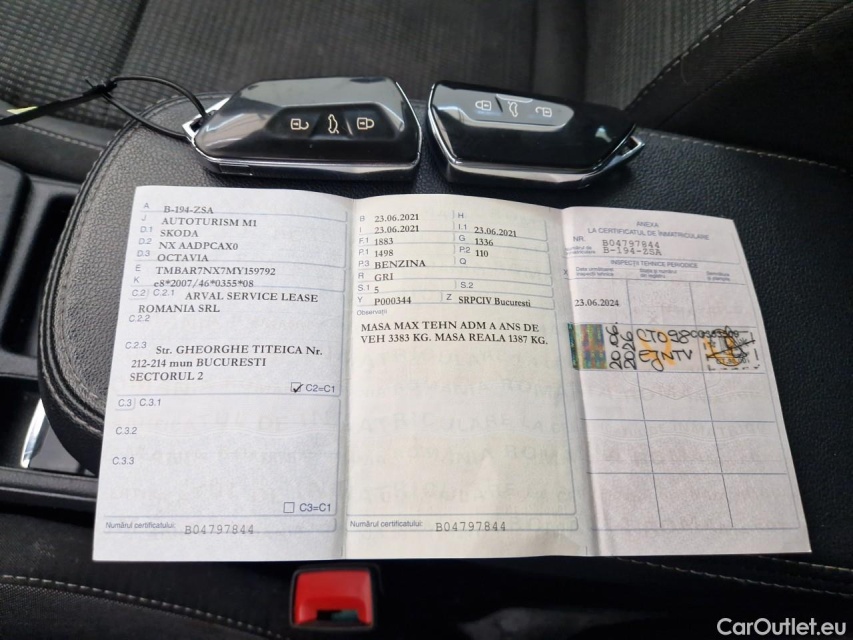 A B-194-ZSA
J AUTOTURISM M1
D.1 SKODA
D.2 NX AADPCAX0
D.3 OCTAVIA
E TMBAR7NX7MY159792
K e8*2007/46*0355*08
C.2 C.2.1 ARVAL SERVICE LEASE
ROMANIA SRL
C.2.2
C.2.3 Str. GHEORGHE TITEICA Nr.
212-214 mun BUCURESTI
SECTORUL 2
C2=C1
C.3 C.3.1
C.3.2
C.3.3
C3=C1
Numărul certificatului: B04797844
B 23.06.2021 H
I 23.06.2021 I.1 23.06.2021
F.1 1883 G 1336
P.1 1498 P.2 110
P.3 BENZINA Q
R GRI
S.1 5 S.2
Y P000344 Z SRPCIV Bucuresti
Observații
MASA MAX TEHN ADM A ANS DE
VEH 3383 KG. MASA REALA 1387 KG.
Numărul certificatului: B04797844
ANEXA
LA CERTIFICATUL DE ÎNMATRICULARE
NR. B04797844
B-194-ZSA
INSPECȚII TEHNICE PERIODICE
X
23.06.2024
20.06
2026
CarOutlet.eu